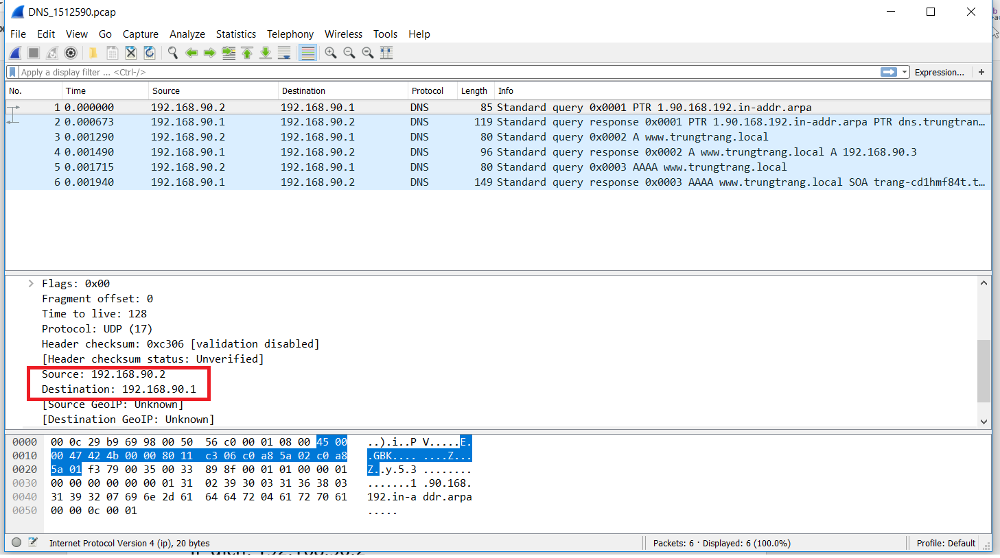 DNS_1512590.pcap
File Edit View Go Capture Analyze Statistics Telephony Wireless Tools Help
Apply a display filter ... <Ctrl-/> Expression... +
No. Time Source Destination Protocol Length Info
1 0.000000 192.168.90.2 192.168.90.1 DNS 85 Standard query 0x0001 PTR 1.90.168.192.in-addr.arpa
2 0.000673 192.168.90.1 192.168.90.2 DNS 119 Standard query response 0x0001 PTR 1.90.168.192.in-addr.arpa PTR dns.trungtran…
3 0.001290 192.168.90.2 192.168.90.1 DNS 80 Standard query 0x0002 A www.trungtrang.local
4 0.001490 192.168.90.1 192.168.90.2 DNS 96 Standard query response 0x0002 A www.trungtrang.local A 192.168.90.3
5 0.001715 192.168.90.2 192.168.90.1 DNS 80 Standard query 0x0003 AAAA www.trungtrang.local
6 0.001940 192.168.90.1 192.168.90.2 DNS 149 Standard query response 0x0003 AAAA www.trungtrang.local SOA trang-cd1hmf84t.t…
Flags: 0x00
Fragment offset: 0
Time to live: 128
Protocol: UDP (17)
Header checksum: 0xc306 [validation disabled]
[Header checksum status: Unverified]
Source: 192.168.90.2
Destination: 192.168.90.1
[Source GeoIP: Unknown]
[Destination GeoIP: Unknown]
0000 00 0c 29 b9 69 98 00 50 56 c0 00 01 08 00 45 00 ..).i..P V.....E.
0010 00 47 42 4b 00 00 80 11 c3 06 c0 a8 5a 02 c0 a8 .GBK.... ....Z...
0020 5a 01 f3 79 00 35 00 33 89 8f 00 01 01 00 00 01 Z..y.5.3 ........
0030 00 00 00 00 00 00 01 31 02 39 30 03 31 36 38 03 .......1 .90.168.
0040 31 39 32 07 69 6e 2d 61 64 64 72 04 61 72 70 61 192.in-a ddr.arpa
0050 00 00 0c 00 01 .....
Internet Protocol Version 4 (ip), 20 bytes Packets: 6 · Displayed: 6 (100.0%) Profile: Default